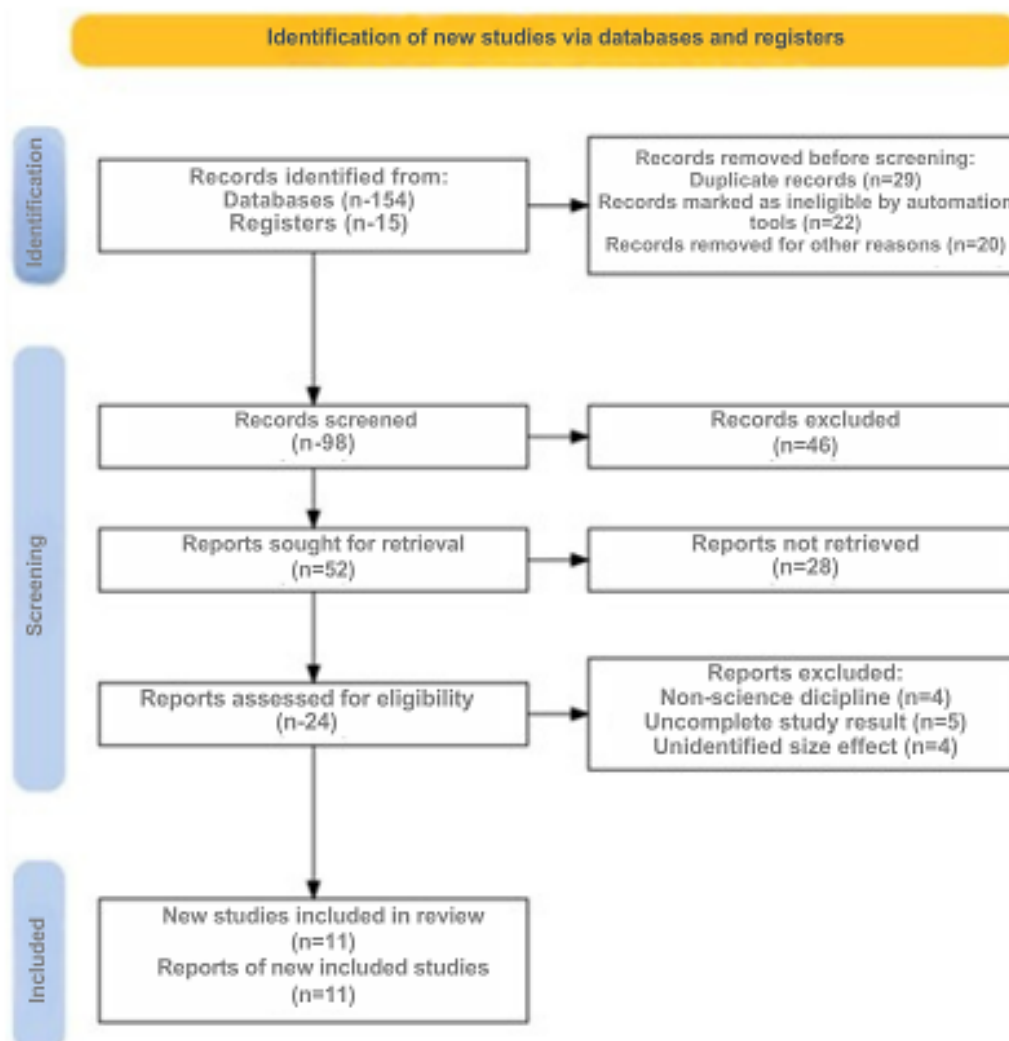 Identification of new studies via databases and registers
Identification
Records identified from:
Databases (n-154)
Registers (n-15)
Records removed before screening:
Duplicate records (n=29)
Records marked as ineligible by automation
tools (n=22)
Records removed for other reasons (n=20)
Screening
Records screened
(n-98)
Records excluded
(n=46)
Reports sought for retrieval
(n=52)
Reports not retrieved
(n=28)
Reports assessed for eligibility
(n-24)
Reports excluded:
Non-science dicipline (n=4)
Uncomplete study result (n=5)
Unidentified size effect (n=4)
Included
New studies included in review
(n=11)
Reports of new included studies
(n=11)